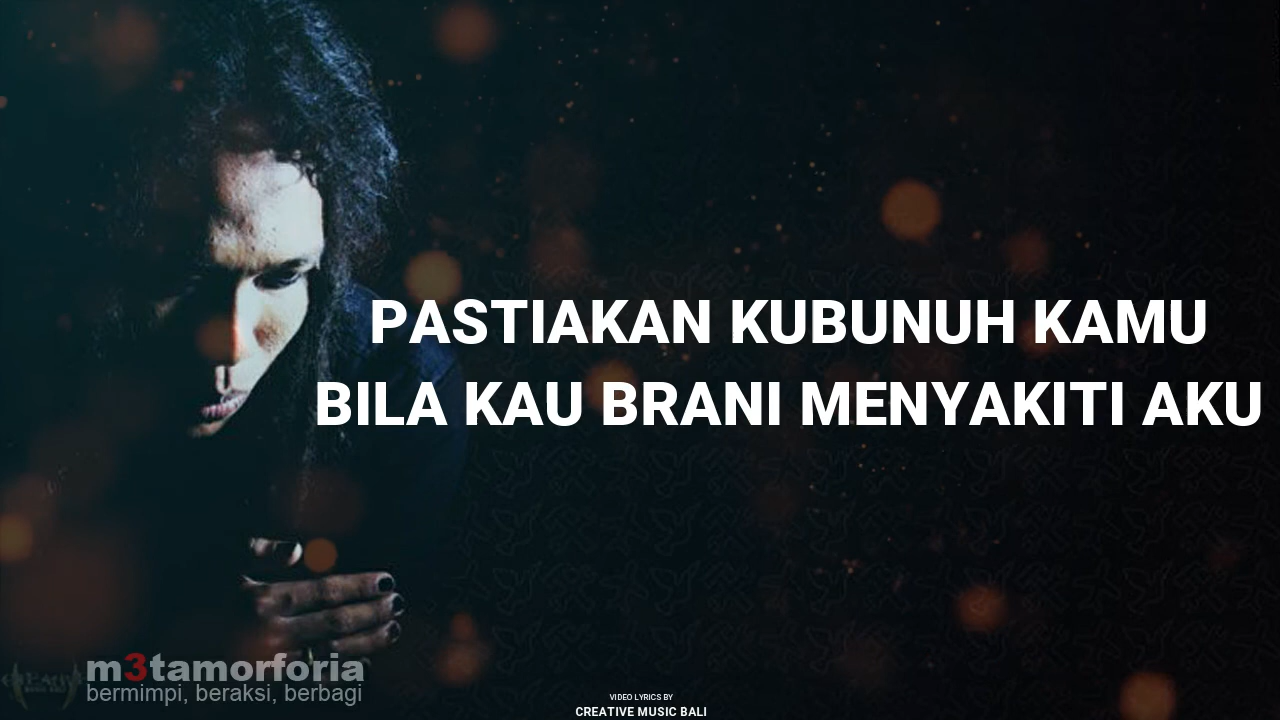 PASTIAKAN KUBUNUH KAMU
BILA KAU BRANI MENYAKITI AKU
m3tamorforia
bermimpi, beraksi, berbagi
VIDEO LYRICS BY
CREATIVE MUSIC BALI